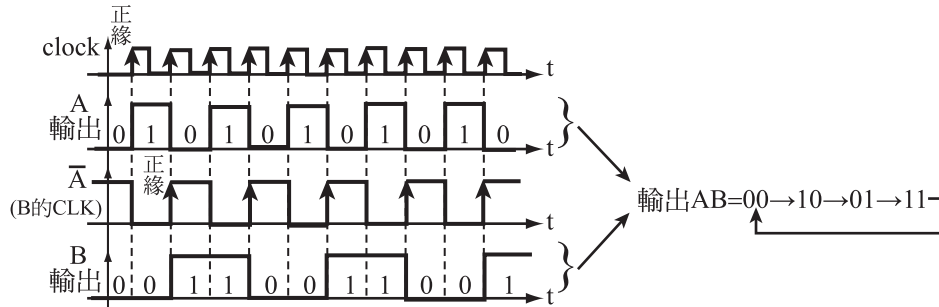 正緣
clock
t
A
輸出
0 1 0 1 0 1 0 1 0 1 0
t
A̅
正緣
(B的CLK)
t
輸出AB=00→10→01→11
B
輸出
0 0 1 1 0 0 1 1 0 0 1
t